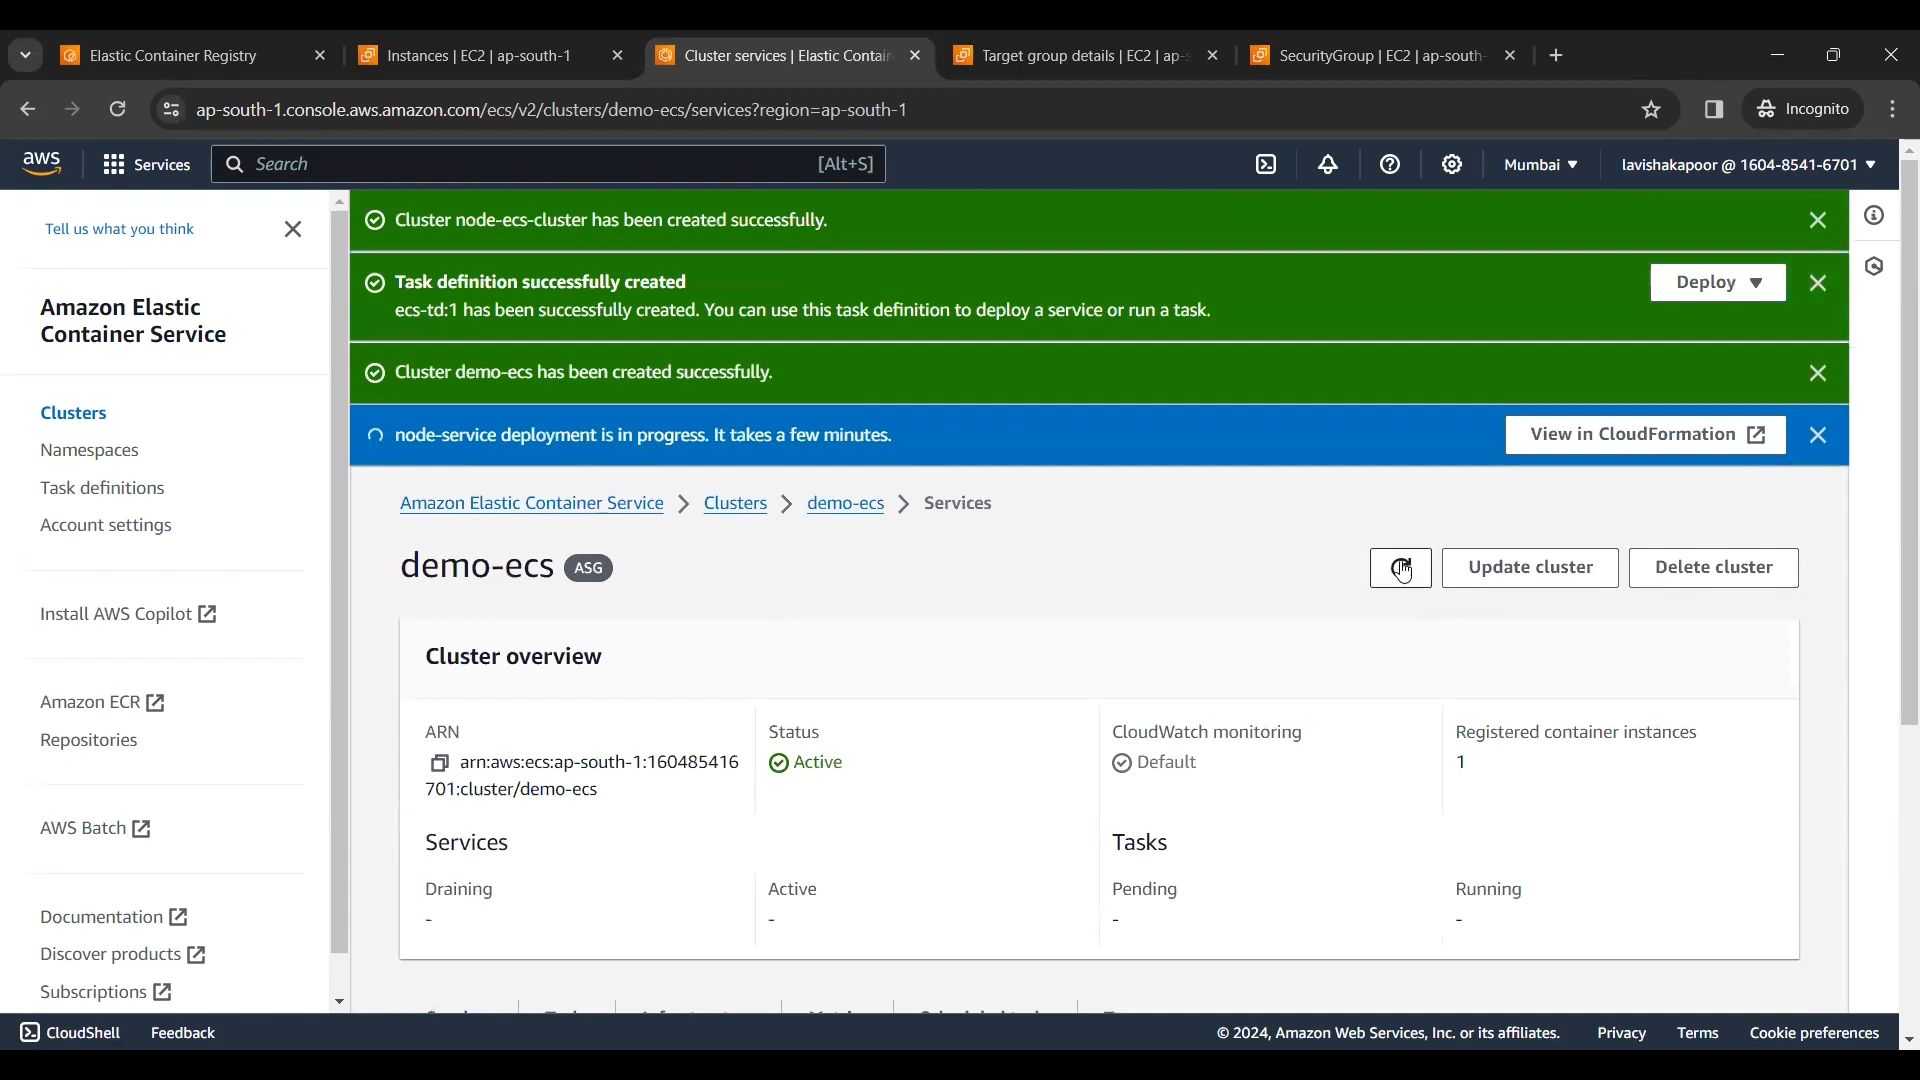 Elastic Container Registry
Instances | EC2 | ap-south-1
Cluster services | Elastic Contain
Target group details | EC2 | ap-s
SecurityGroup | EC2 | ap-south-
ap-south-1.console.aws.amazon.com/ecs/v2/clusters/demo-ecs/services?region=ap-south-1
Incognito
aws
Services
Search
[Alt+S]
Mumbai
lavishakapoor @ 1604-8541-6701
Tell us what you think
Amazon Elastic
Container Service
Clusters
Namespaces
Task definitions
Account settings
Install AWS Copilot
Amazon ECR
Repositories
AWS Batch
Documentation
Discover products
Subscriptions
Cluster node-ecs-cluster has been created successfully.
Task definition successfully created
ecs-td:1 has been successfully created. You can use this task definition to deploy a service or run a task.
Deploy
Cluster demo-ecs has been created successfully.
node-service deployment is in progress. It takes a few minutes.
View in CloudFormation
Amazon Elastic Container Service
Clusters
demo-ecs
Services
demo-ecs
ASG
Update cluster
Delete cluster
Cluster overview
ARN
arn:aws:ecs:ap-south-1:160485416
701:cluster/demo-ecs
Status
Active
CloudWatch monitoring
Default
Registered container instances
1
Services
Tasks
Draining
-
Active
-
Pending
-
Running
-
CloudShell
Feedback
© 2024, Amazon Web Services, Inc. or its affiliates.
Privacy
Terms
Cookie preferences